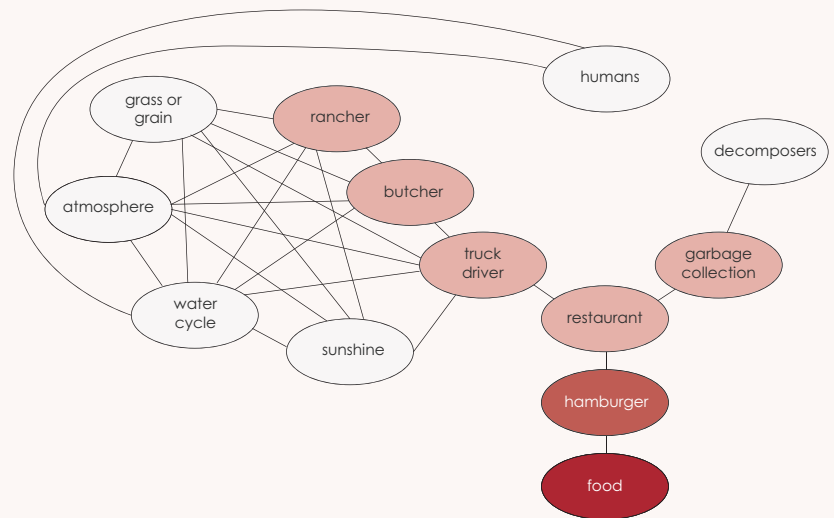 humans
grass or
grain
rancher
decomposers
butcher
atmosphere
truck
driver
garbage
collection
water
cycle
restaurant
sunshine
hamburger
food